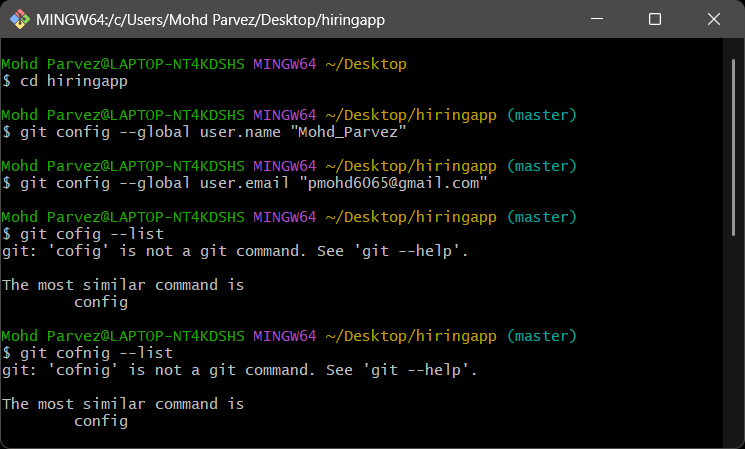 MINGW64:/c/Users/Mohd Parvez/Desktop/hiringapp
Mohd Parvez@LAPTOP-NT4KDSHS MINGW64 ~/Desktop
$ cd hiringapp
Mohd Parvez@LAPTOP-NT4KDSHS MINGW64 ~/Desktop/hiringapp (master)
$ git config --global user.name "Mohd_Parvez"
Mohd Parvez@LAPTOP-NT4KDSHS MINGW64 ~/Desktop/hiringapp (master)
$ git config --global user.email "pmohd6065@gmail.com"
Mohd Parvez@LAPTOP-NT4KDSHS MINGW64 ~/Desktop/hiringapp (master)
$ git cofig --list
git: 'cofig' is not a git command. See 'git --help'.
The most similar command is
config
Mohd Parvez@LAPTOP-NT4KDSHS MINGW64 ~/Desktop/hiringapp (master)
$ git cofnig --list
git: 'cofnig' is not a git command. See 'git --help'.
The most similar command is
config